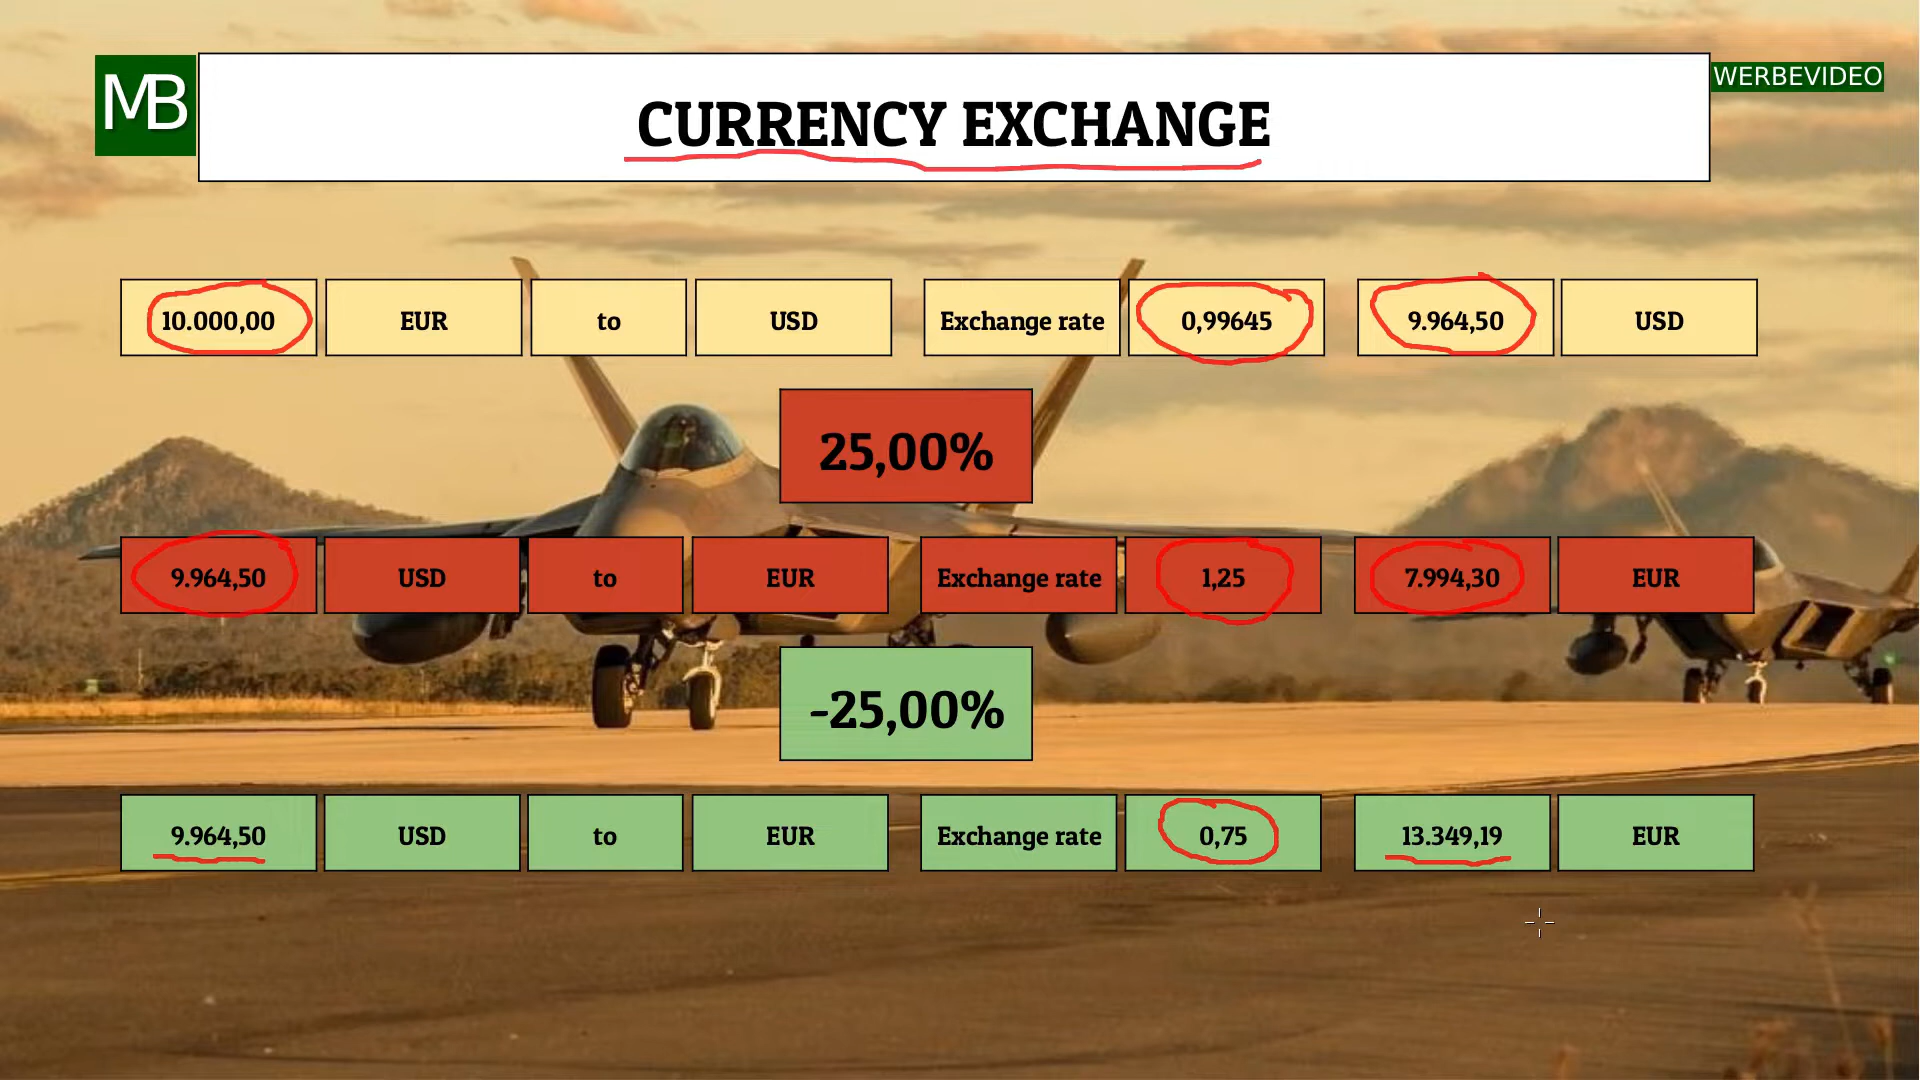 MB
CURRENCY EXCHANGE
WERBEVIDEO
10.000,00 EUR to USD Exchange rate 0,99645 9.964,50 USD
25,00%
9.964,50 USD to EUR Exchange rate 1,25 7.994,30 EUR
-25,00%
9.964,50 USD to EUR Exchange rate 0,75 13.349,19 EUR